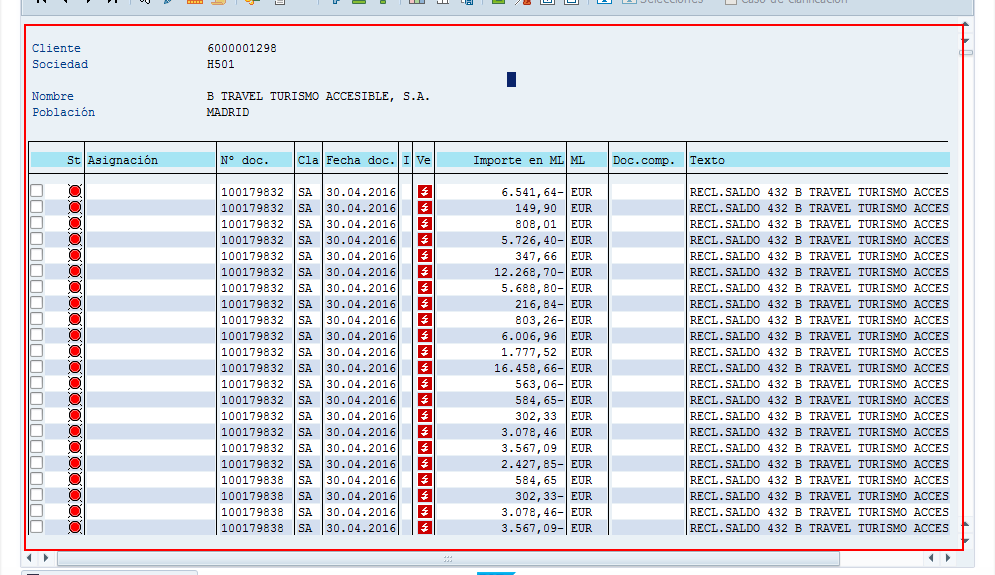 Selecciones Caso de clarificación
Cliente 6000001298
Sociedad H501
Nombre B TRAVEL TURISMO ACCESIBLE, S.A.
Población MADRID
St Asignación Nº doc. Cla Fecha doc. I Ve Importe en ML ML Doc.comp. Texto
100179832 SA 30.04.2016 6.541,64- EUR RECL.SALDO 432 B TRAVEL TURISMO ACCES
100179832 SA 30.04.2016 149,90 EUR RECL.SALDO 432 B TRAVEL TURISMO ACCES
100179832 SA 30.04.2016 808,01 EUR RECL.SALDO 432 B TRAVEL TURISMO ACCES
100179832 SA 30.04.2016 5.726,40- EUR RECL.SALDO 432 B TRAVEL TURISMO ACCES
100179832 SA 30.04.2016 347,66 EUR RECL.SALDO 432 B TRAVEL TURISMO ACCES
100179832 SA 30.04.2016 12.268,70- EUR RECL.SALDO 432 B TRAVEL TURISMO ACCES
100179832 SA 30.04.2016 5.688,80- EUR RECL.SALDO 432 B TRAVEL TURISMO ACCES
100179832 SA 30.04.2016 216,84- EUR RECL.SALDO 432 B TRAVEL TURISMO ACCES
100179832 SA 30.04.2016 803,26- EUR RECL.SALDO 432 B TRAVEL TURISMO ACCES
100179832 SA 30.04.2016 6.006,96 EUR RECL.SALDO 432 B TRAVEL TURISMO ACCES
100179832 SA 30.04.2016 1.777,52 EUR RECL.SALDO 432 B TRAVEL TURISMO ACCES
100179832 SA 30.04.2016 16.458,66- EUR RECL.SALDO 432 B TRAVEL TURISMO ACCES
100179832 SA 30.04.2016 563,06- EUR RECL.SALDO 432 B TRAVEL TURISMO ACCES
100179832 SA 30.04.2016 584,65- EUR RECL.SALDO 432 B TRAVEL TURISMO ACCES
100179832 SA 30.04.2016 302,33 EUR RECL.SALDO 432 B TRAVEL TURISMO ACCES
100179832 SA 30.04.2016 3.078,46 EUR RECL.SALDO 432 B TRAVEL TURISMO ACCES
100179832 SA 30.04.2016 3.567,09 EUR RECL.SALDO 432 B TRAVEL TURISMO ACCES
100179832 SA 30.04.2016 2.427,85- EUR RECL.SALDO 432 B TRAVEL TURISMO ACCES
100179838 SA 30.04.2016 584,65 EUR RECL.SALDO 432 B TRAVEL TURISMO ACCES
100179838 SA 30.04.2016 302,33- EUR RECL.SALDO 432 B TRAVEL TURISMO ACCES
100179838 SA 30.04.2016 3.078,46- EUR RECL.SALDO 432 B TRAVEL TURISMO ACCES
100179838 SA 30.04.2016 3.567,09- EUR RECL.SALDO 432 B TRAVEL TURISMO ACCES